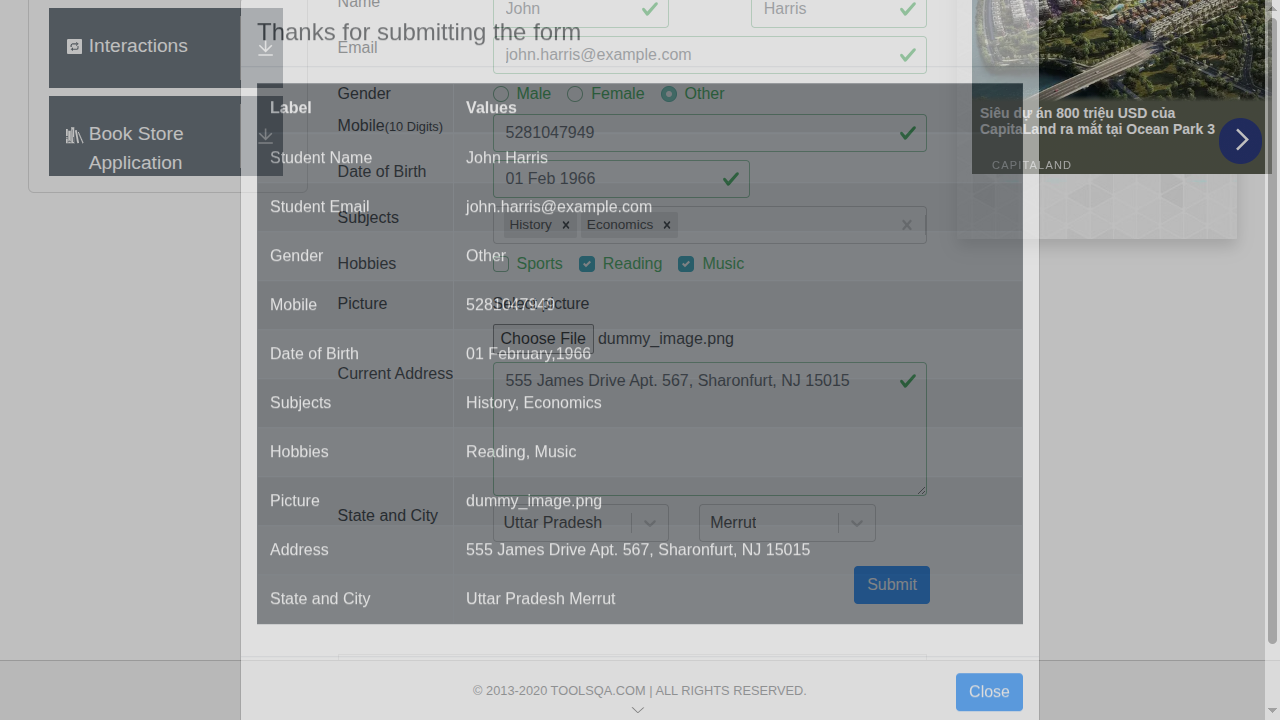 Name
John
Harris
Thanks for submitting the form
Interactions
Email
john.harris@example.com
Label
Values
Gender
Male
Female
Other
Mobile(10 Digits)
5281047949
Book Store
Application
Student Name
John Harris
Date of Birth
01 Feb 1966
Student Email
john.harris@example.com
Subjects
History x
Economics x
Gender
Other
Hobbies
Sports
Reading
Music
Mobile
5281047949
Picture
Select picture
Choose File
dummy_image.png
Date of Birth
01 February,1966
Current Address
555 James Drive Apt. 567, Sharonfurt, NJ 15015
Subjects
History, Economics
Hobbies
Reading, Music
Picture
dummy_image.png
State and City
Uttar Pradesh
Merrut
Address
555 James Drive Apt. 567, Sharonfurt, NJ 15015
Submit
State and City
Uttar Pradesh Merrut
Siêu dự án 800 triệu USD của
CapitaLand ra mắt tại Ocean Park 3
CAPITALAND
© 2013-2020 TOOLSQA.COM | ALL RIGHTS RESERVED.
Close